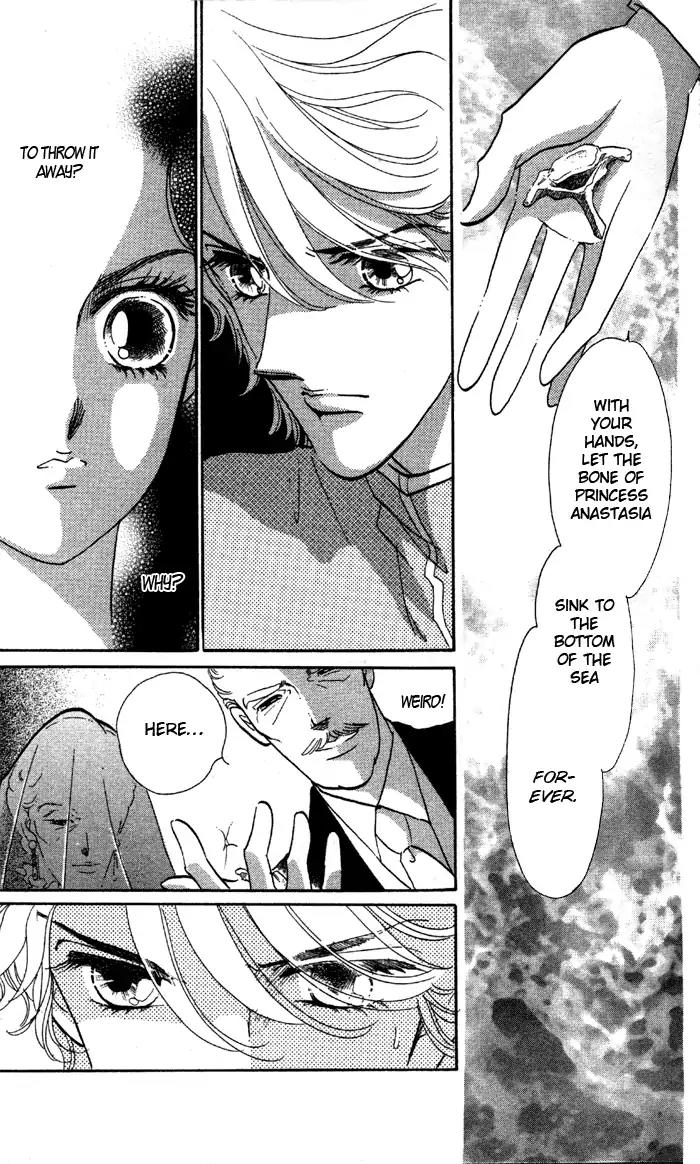 WITH
YOUR
HANDS,
LET THE
BONE OF
PRINCESS
ANASTASIA
SINK TO
THE
BOTTOM
OF THE
SEA
FOR-
EVER.
TO THROW IT
AWAY?
WHY?
WEIRD!
HERE...